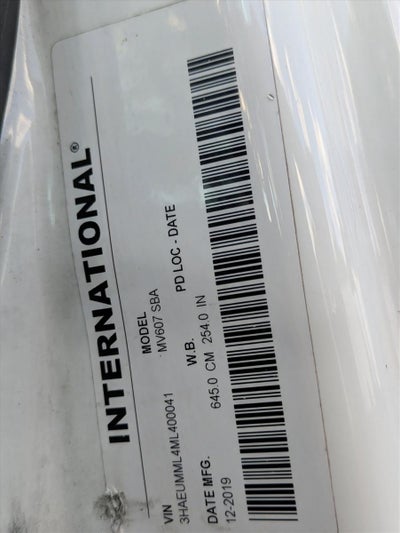 INTERNATIONAL®
VIN MODEL
3HAEUMML4ML400041 MV607 SBA
DATE MFG. W.B. PD LOC - DATE
12-2019 645.0 CM 254.0 IN